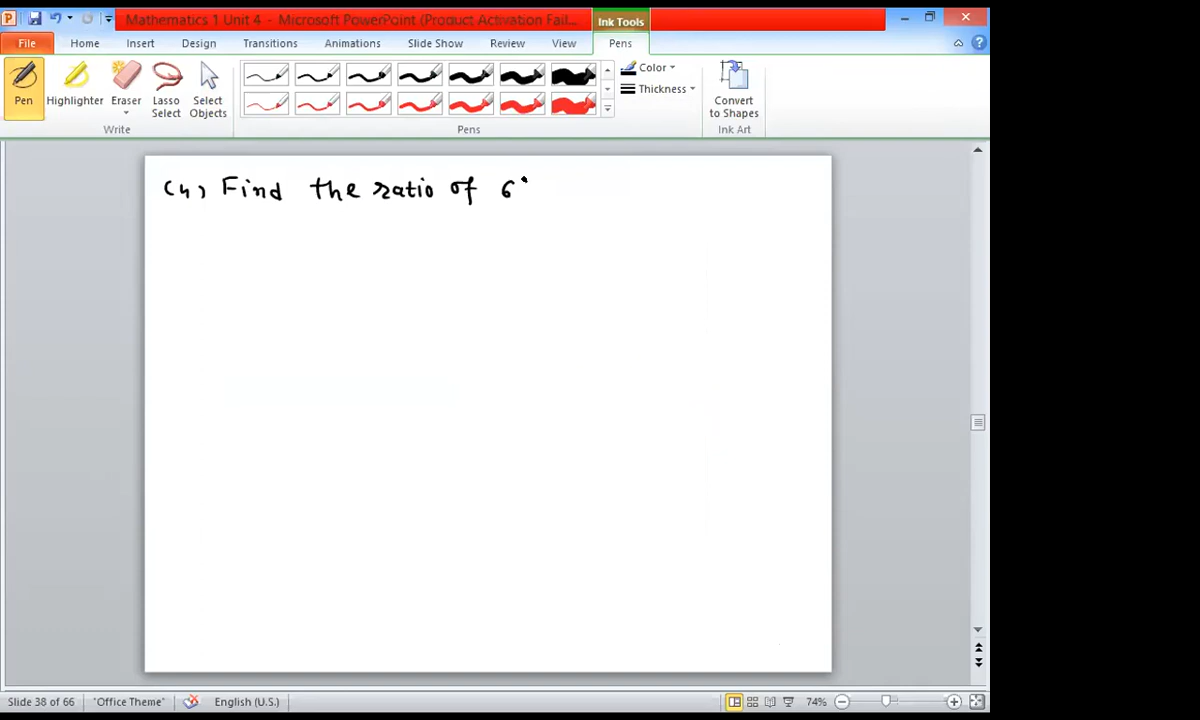 Mathematics 1 Unit 4 - Microsoft PowerPoint (Product Activation Fail...
Ink Tools
File Home Insert Design Transitions Animations Slide Show Review View Pens
Pen Highlighter Eraser Lasso Select Select Objects
Color
Thickness
Convert to Shapes
Write Pens Ink Art
(4) Find the ratio of 6
Slide 38 of 66 "Office Theme" English (U.S.) 74%